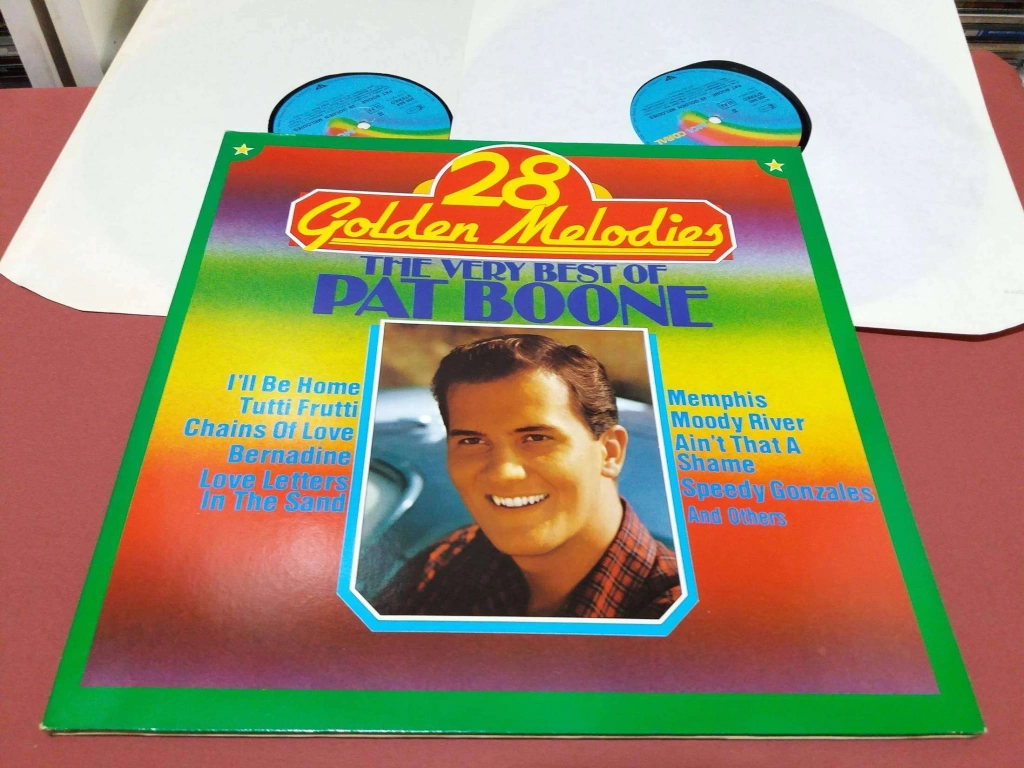 28
Golden Melodies
THE VERY BEST OF
PAT BOONE
I'll Be Home
Tutti Frutti
Chains Of Love
Bernadine
Love Letters
In The Sand
Memphis
Moody River
Ain't That A
Shame
Speedy Gonzales
And Others
CORAL